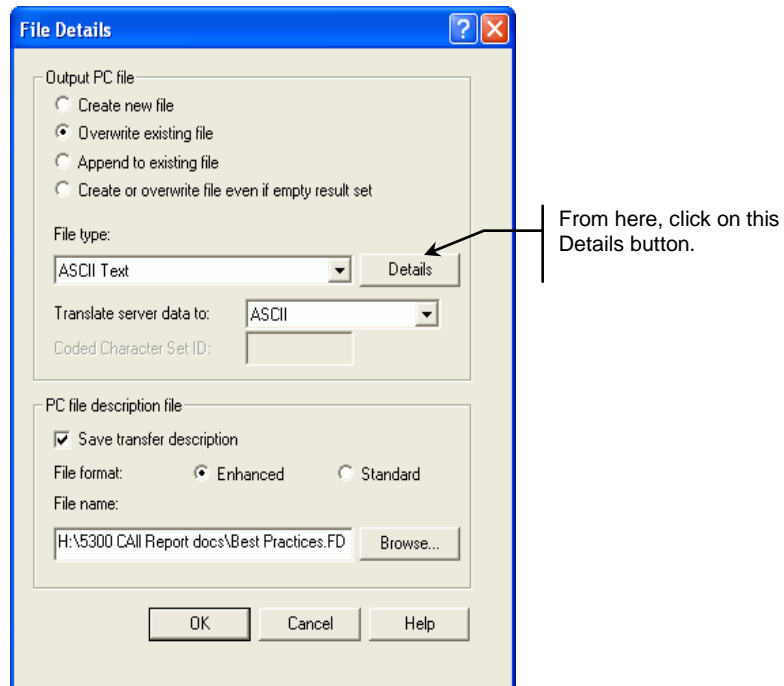 File Details
Output PC file
Create new file
Overwrite existing file
Append to existing file
Create or overwrite file even if empty result set
File type:
ASCII Text
Details
Translate server data to:
ASCII
Coded Character Set ID:
PC file description file
Save transfer description
File format:
Enhanced
Standard
File name:
H:\5300 CAll Report docs\Best Practices.FD
Browse...
OK
Cancel
Help
From here, click on this
Details button.